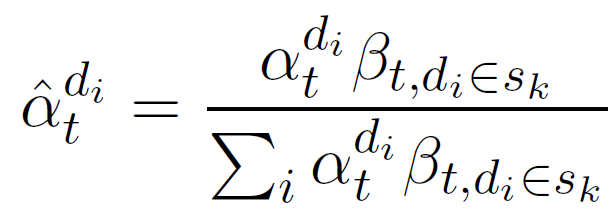 $$\hat{\alpha}_t^{d_i} = \frac{\alpha_t^{d_i} \beta_{t,d_i \in s_k}}{\sum_i \alpha_t^{d_i} \beta_{t,d_i \in s_k}}$$